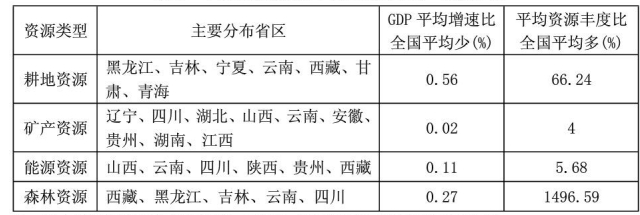 资源类型 主要分布省区 GDP 平均增速比全国平均少(%) 平均资源丰度比全国平均多(%)
耕地资源 黑龙江、吉林、宁夏、云南、西藏、甘肃、青海 0.56 66.24
矿产资源 辽宁、四川、湖北、山西、云南、安徽、贵州、湖南、江西 0.02 4
能源资源 山西、云南、四川、陕西、贵州、西藏 0.11 5.68
森林资源 西藏、黑龙江、吉林、云南、四川 0.27 1496.59